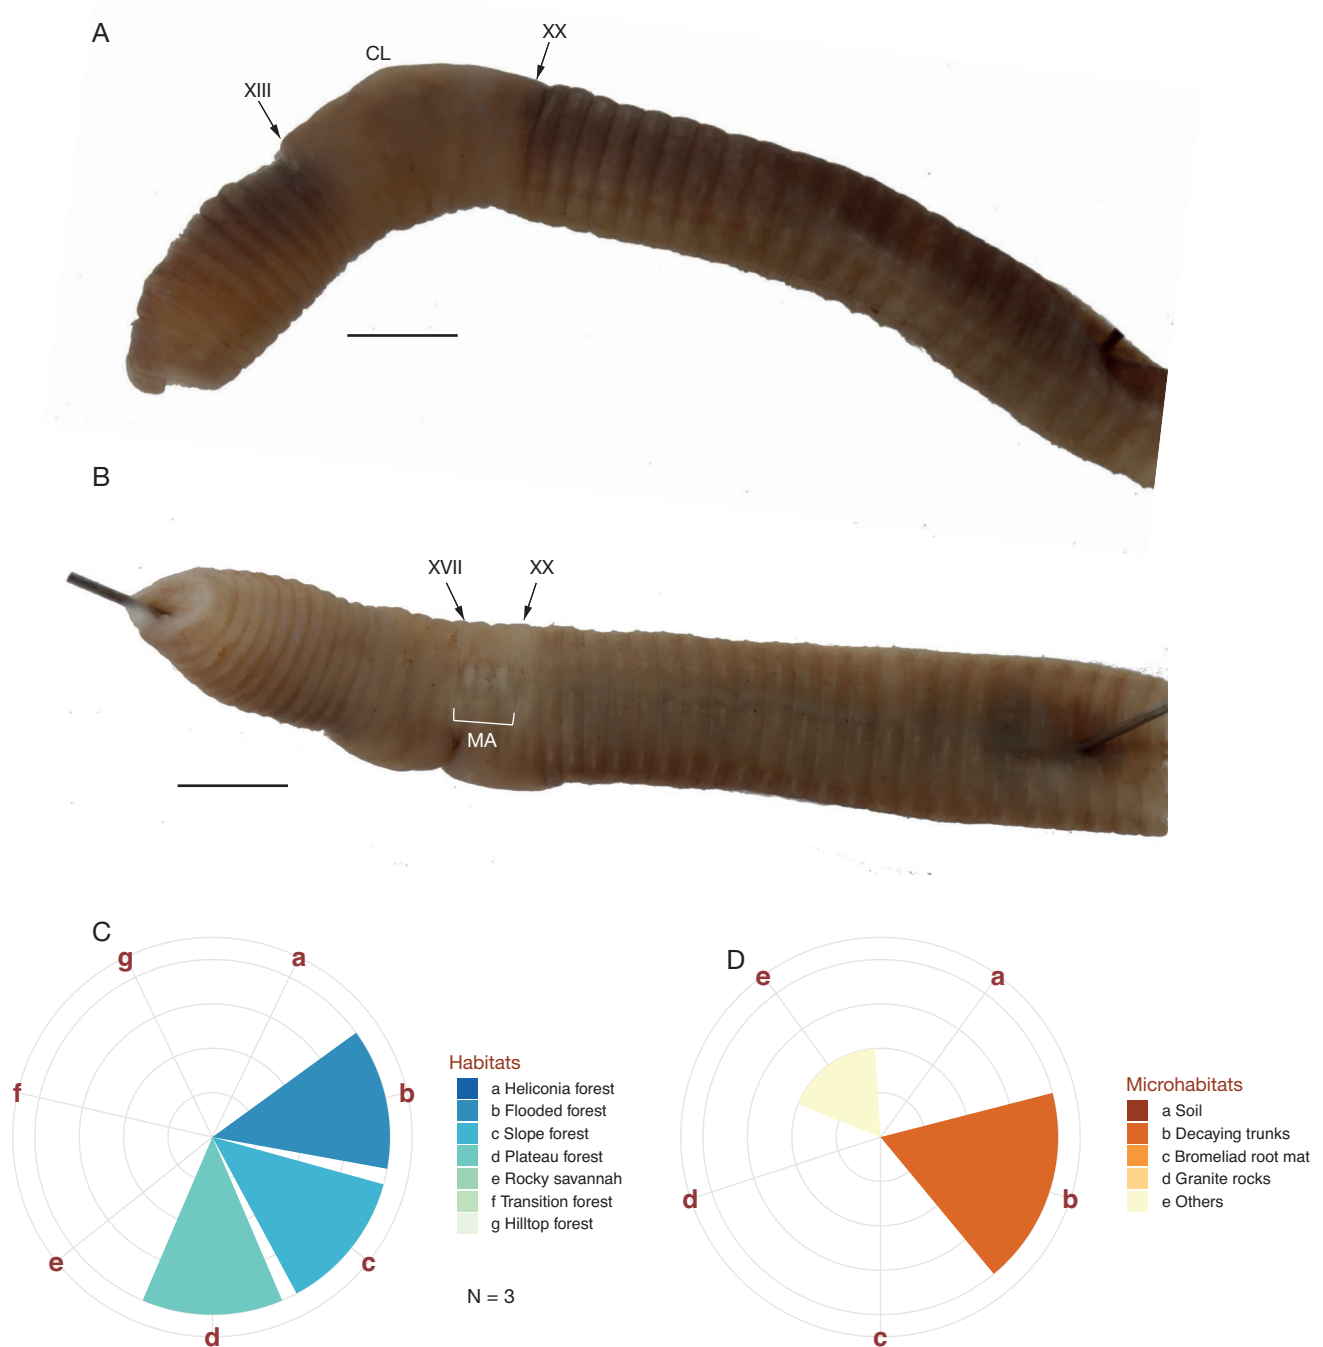 A
CL
XX
XIII
B
XVII
XX
MA
C
g
a
f
b
e
c
d
Habitats
a Heliconia forest
b Flooded forest
c Slope forest
d Plateau forest
e Rocky savannah
f Transition forest
g Hilltop forest
N = 3
D
e
a
d
b
c
Microhabitats
a Soil
b Decaying trunks
c Bromeliad root mat
d Granite rocks
e Others